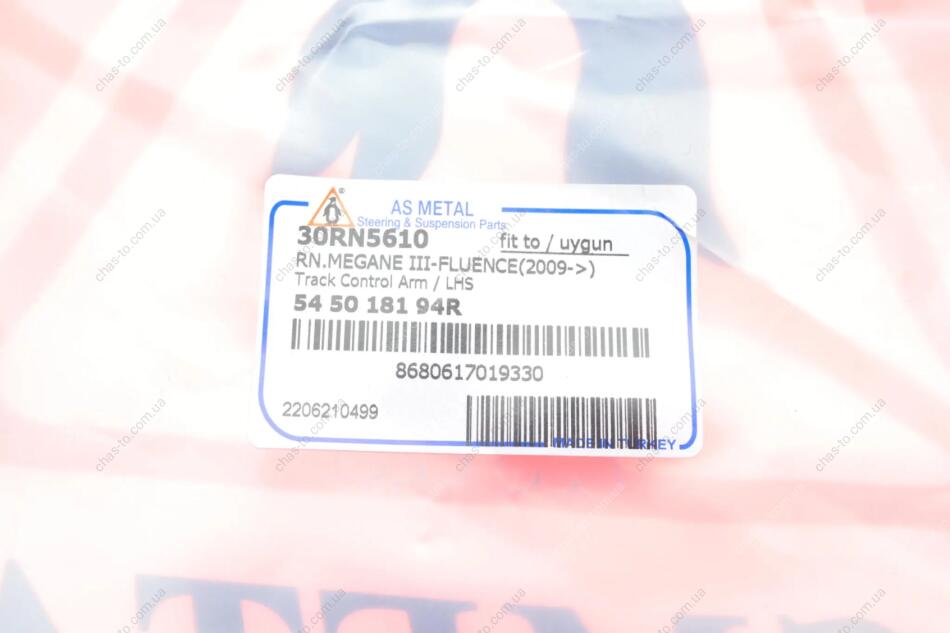 ®
AS METAL
Steering & Suspension Parts
30RN5610 fit to / uygun
RN.MEGANE III-FLUENCE(2009->)
Track Control Arm / LHS
54 50 181 94R
8680617019330
2206210499
MADE IN TURKEY
chas-to.com.ua